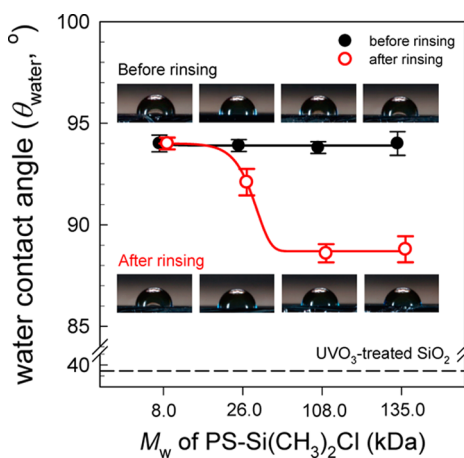 water contact angle (θwater, °)
100
95
90
85
40
before rinsing
after rinsing
Before rinsing
After rinsing
UVO₃-treated SiO₂
8.0 26.0 108.0 135.0
Mw of PS-Si(CH₃)₂Cl (kDa)